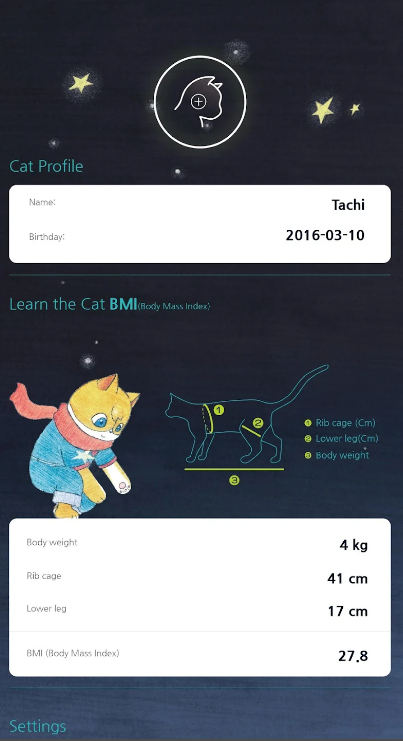 Cat Profile
Name: Tachi
Birthday: 2016-03-10
Learn the Cat BMI(Body Mass Index)
1 Rib cage (Cm)
2 Lower leg(Cm)
3 Body weight
1
2
3
Body weight 4 kg
Rib cage 41 cm
Lower leg 17 cm
BMI (Body Mass Index) 27.8
Settings